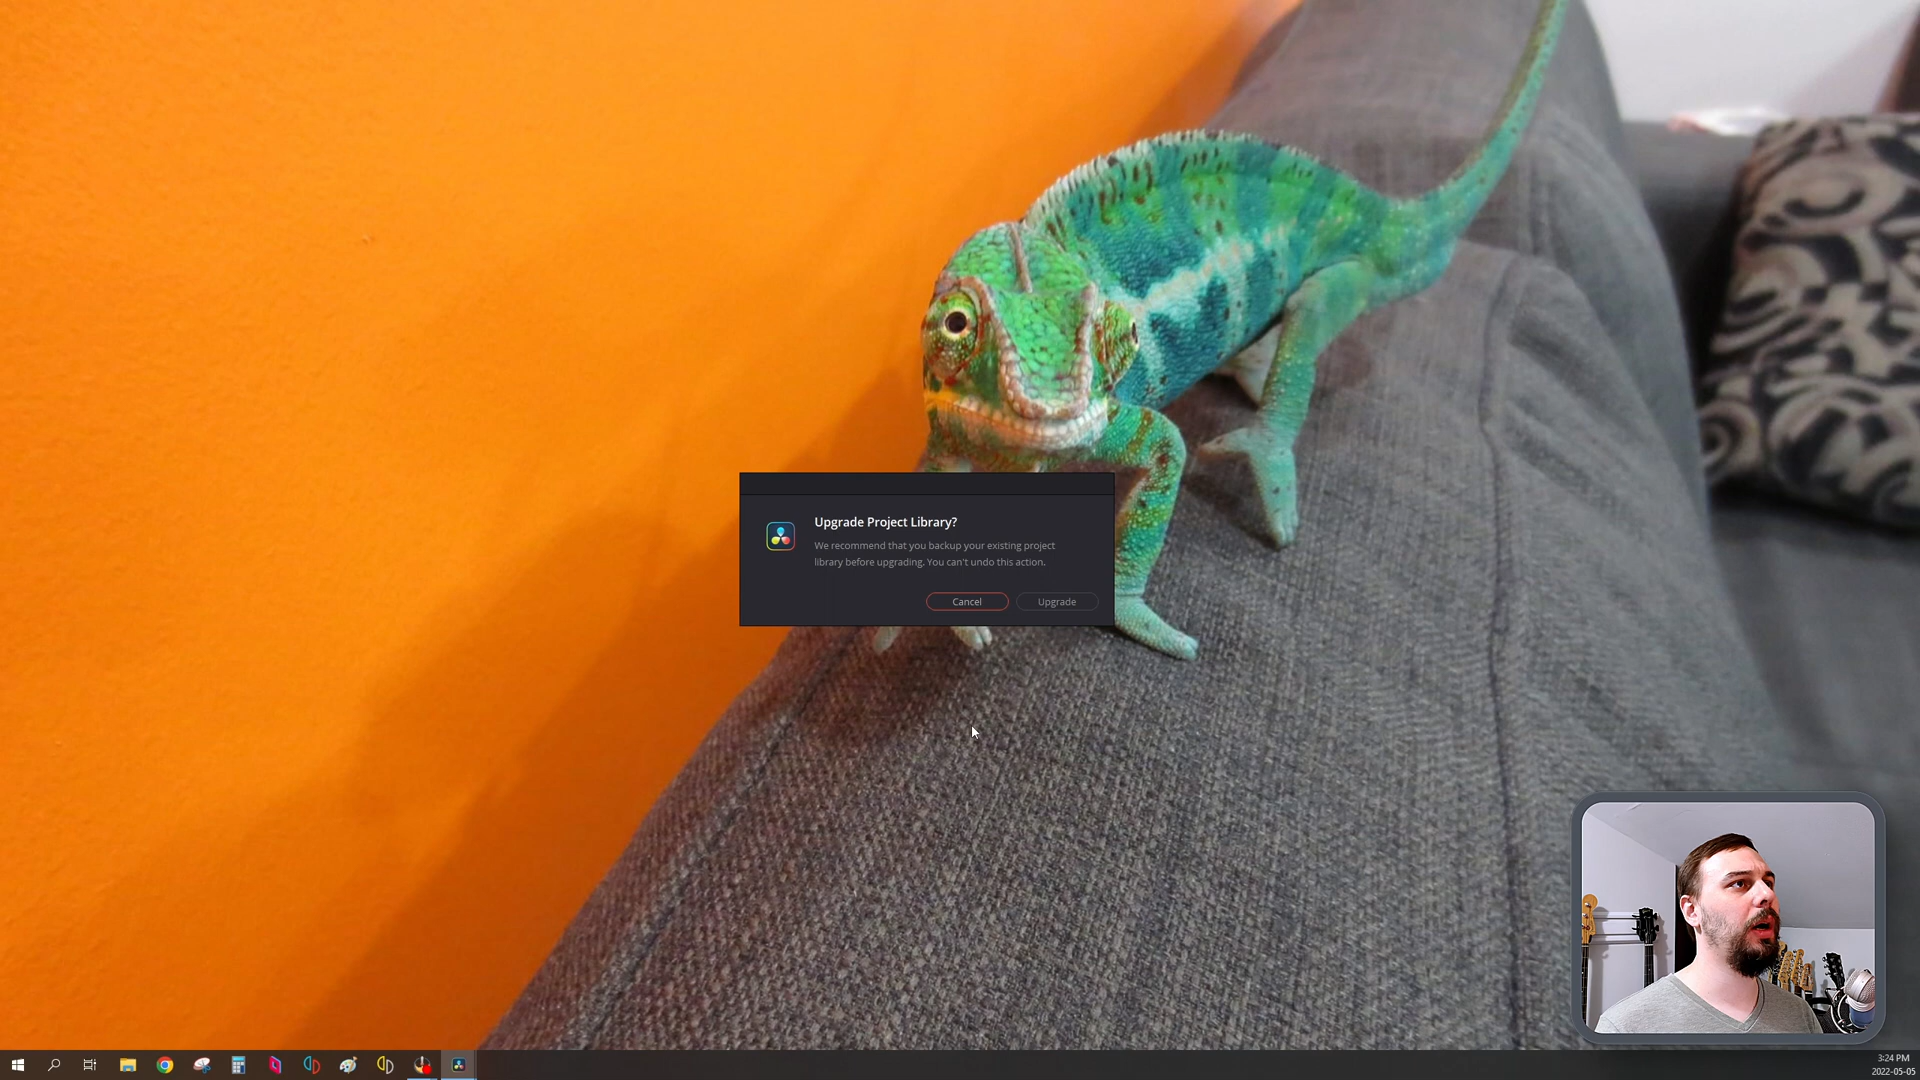 Upgrade Project Library?
We recommend that you backup your existing project
library before upgrading. You can't undo this action.
Cancel
Upgrade
3:24 PM
2022-05-05